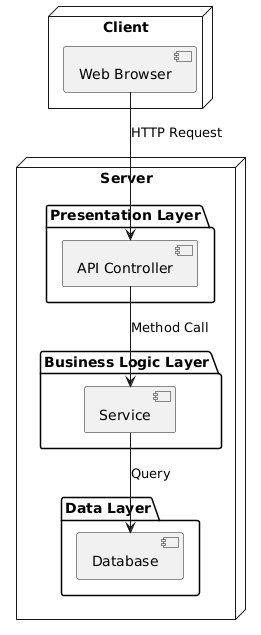 Client
Web Browser
HTTP Request
Server
Presentation Layer
API Controller
Method Call
Business Logic Layer
Service
Query
Data Layer
Database